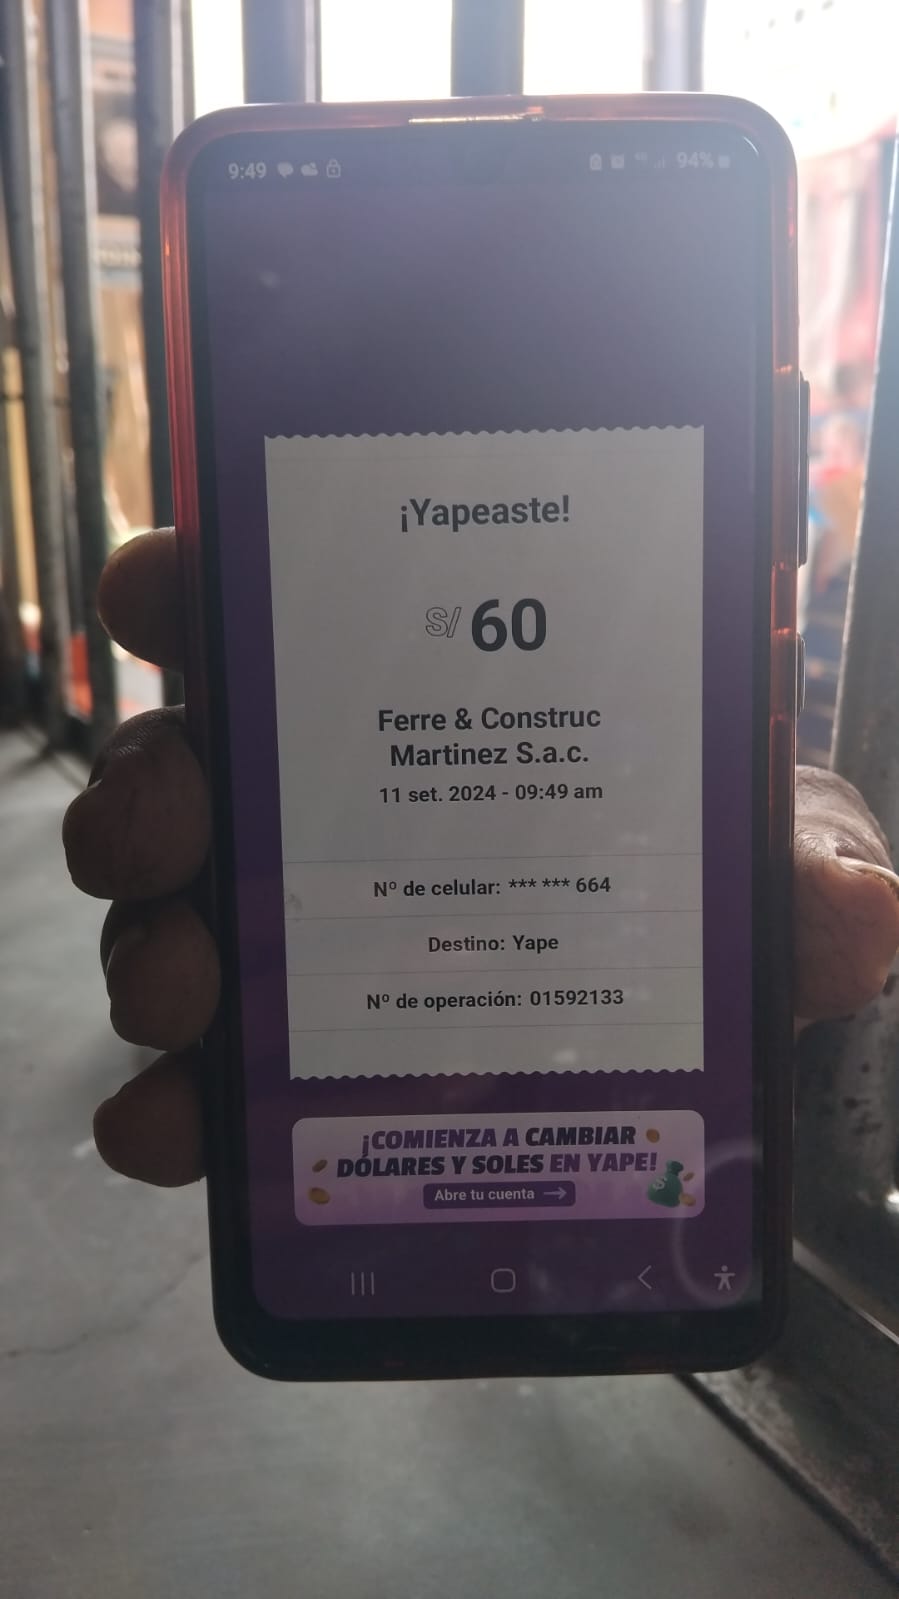 9:49 94%
¡Yapeaste!
S/ 60
Ferre & Construc
Martinez S.a.c.
11 set. 2024 - 09:49 am
Nº de celular: *** *** 664
Destino: Yape
Nº de operación: 01592133
¡COMIENZA A CAMBIAR
DÓLARES Y SOLES EN YAPE!
Abre tu cuenta →